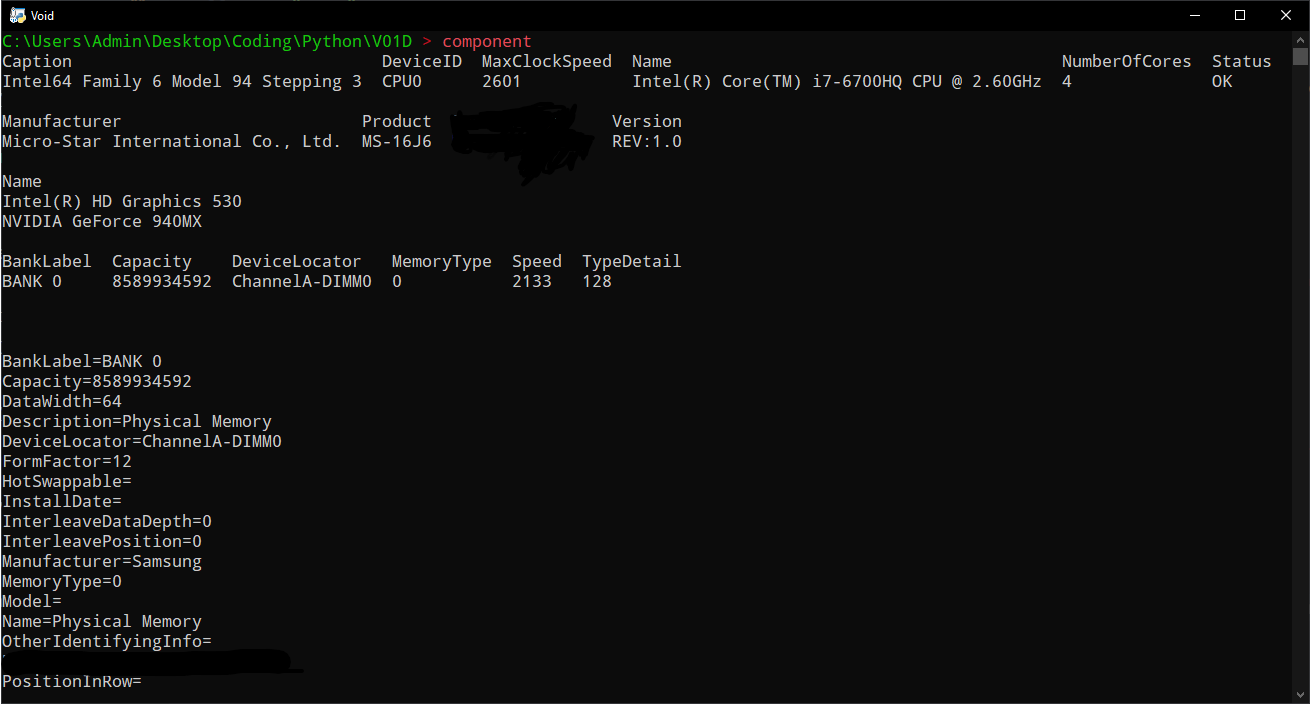 Void
C:\Users\Admin\Desktop\Coding\Python\V01D > component
Caption DeviceID MaxClockSpeed Name NumberOfCores Status
Intel64 Family 6 Model 94 Stepping 3 CPU0 2601 Intel(R) Core(TM) i7-6700HQ CPU @ 2.60GHz 4 OK
Manufacturer Product Version
Micro-Star International Co., Ltd. MS-16J6 REV:1.0
Name
Intel(R) HD Graphics 530
NVIDIA GeForce 940MX
BankLabel Capacity DeviceLocator MemoryType Speed TypeDetail
BANK 0 8589934592 ChannelA-DIMM0 0 2133 128
BankLabel=BANK 0
Capacity=8589934592
DataWidth=64
Description=Physical Memory
DeviceLocator=ChannelA-DIMM0
FormFactor=12
HotSwappable=
InstallDate=
InterleaveDataDepth=0
InterleavePosition=0
Manufacturer=Samsung
MemoryType=0
Model=
Name=Physical Memory
OtherIdentifyingInfo=
PositionInRow=